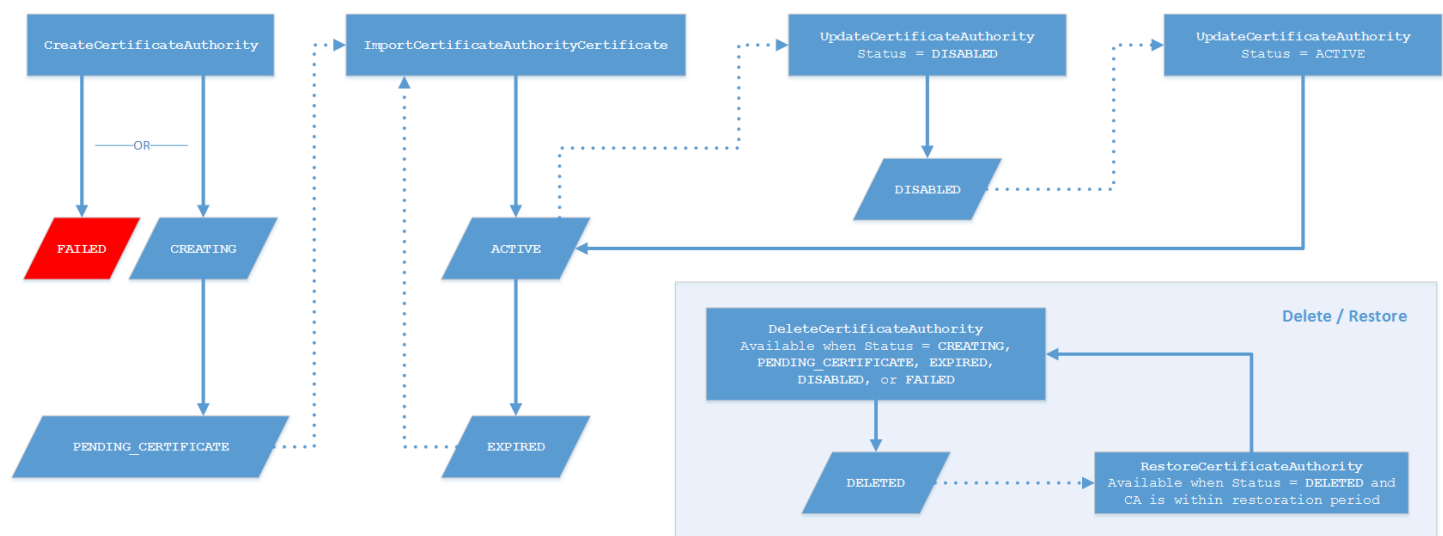 CreateCertificateAuthority
ImportCertificateAuthorityCertificate
UpdateCertificateAuthority
Status = DISABLED
UpdateCertificateAuthority
Status = ACTIVE
OR
DISABLED
FAILED
CREATING
ACTIVE
Delete / Restore
DeleteCertificateAuthority
Available when Status = CREATING,
PENDING_CERTIFICATE, EXPIRED,
DISABLED, or FAILED
PENDING_CERTIFICATE
EXPIRED
DELETED
RestoreCertificateAuthority
Available when Status = DELETED and
CA is within restoration period